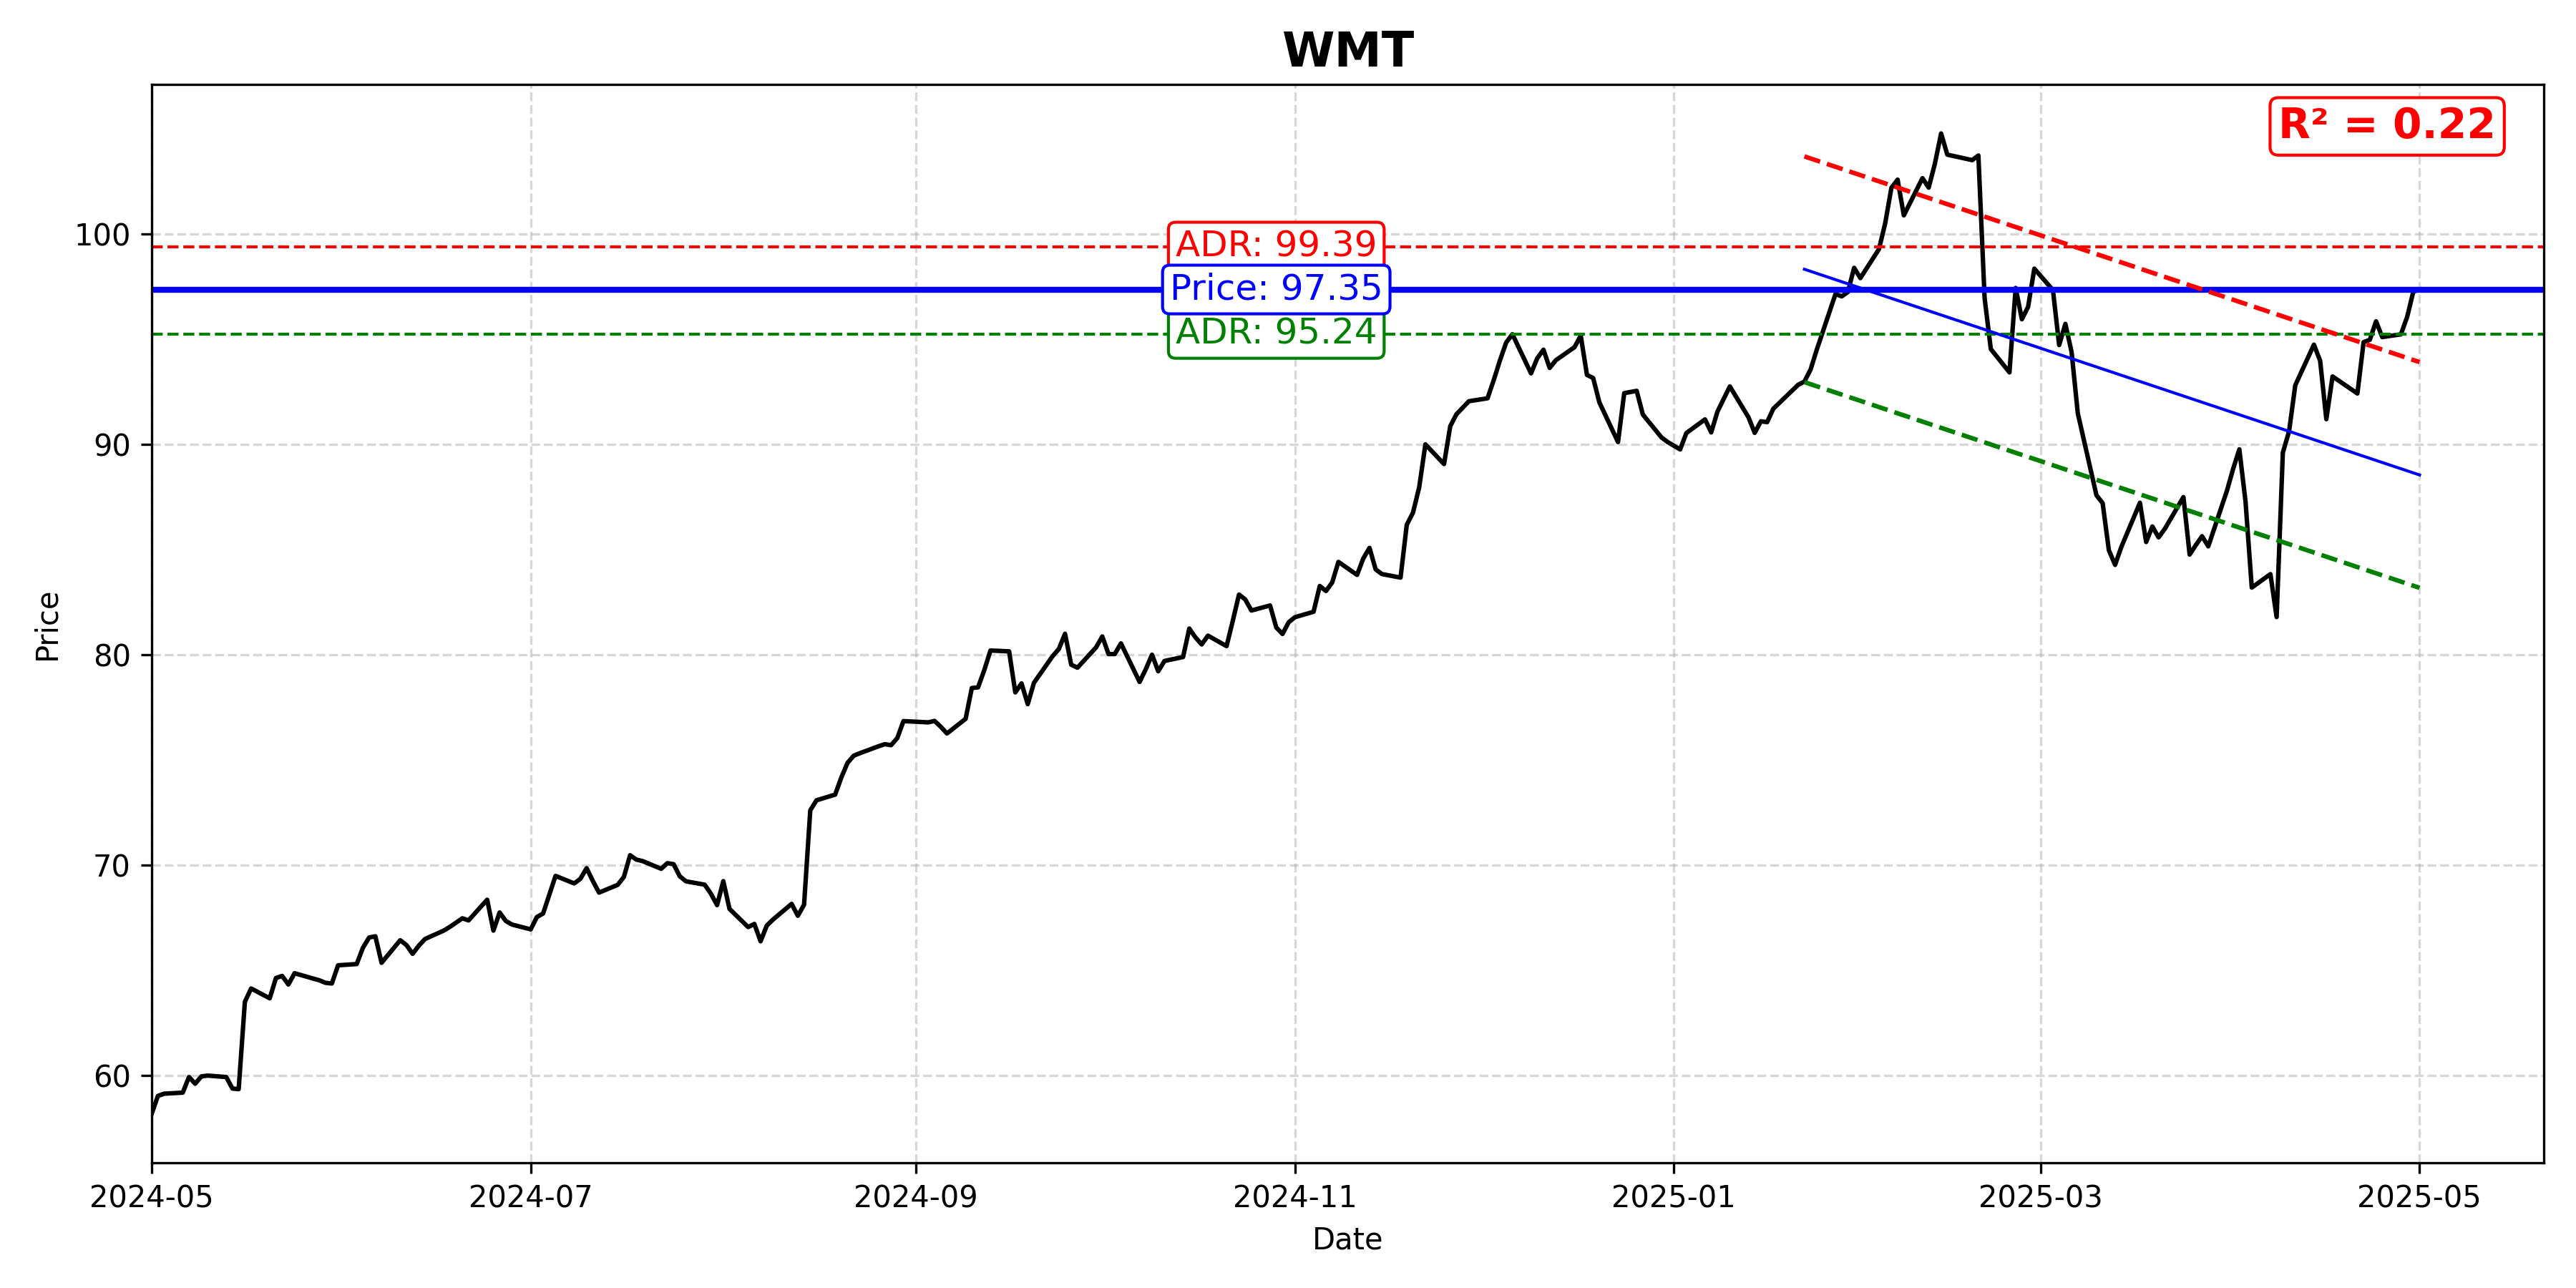 WMT
R² = 0.22
ADR: 99.39
Price: 97.35
ADR: 95.24
Price
100
90
80
70
60
2024-05
2024-07
2024-09
2024-11
2025-01
2025-03
2025-05
Date